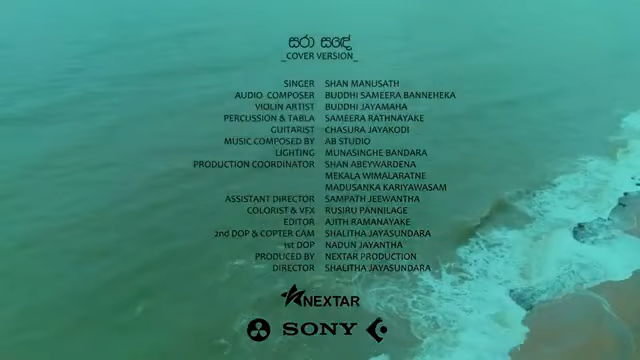 සරා සඳේ
_COVER VERSION_
SINGER SHAN MANUSATH
AUDIO COMPOSER BUDDHI SAMEERA BANNEHEKA
VIOLIN ARTIST BUDDHI JAYAMAHA
PERCUSSION & TABLA SAMEERA RATHNAYAKE
GUITARIST CHASURA JAYAKODI
MUSIC COMPOSED BY AB STUDIO
LIGHTING MUNASINGHE BANDARA
PRODUCTION COORDINATOR SHAN ABEYWARDENA
MEKALA WIMALARATNE
MADUSANKA KARIYAWASAM
ASSISTANT DIRECTOR SAMPATH JEEWANTHA
COLORIST & VFX RUSIRU PANNILAGE
EDITOR AJITH RAMANAYAKE
2nd DOP & COPTER CAM SHALITHA JAYASUNDARA
1st DOP NADUN JAYANTHA
PRODUCED BY NEXTAR PRODUCTION
DIRECTOR SHALITHA JAYASUNDARA
NEXTAR
SONY